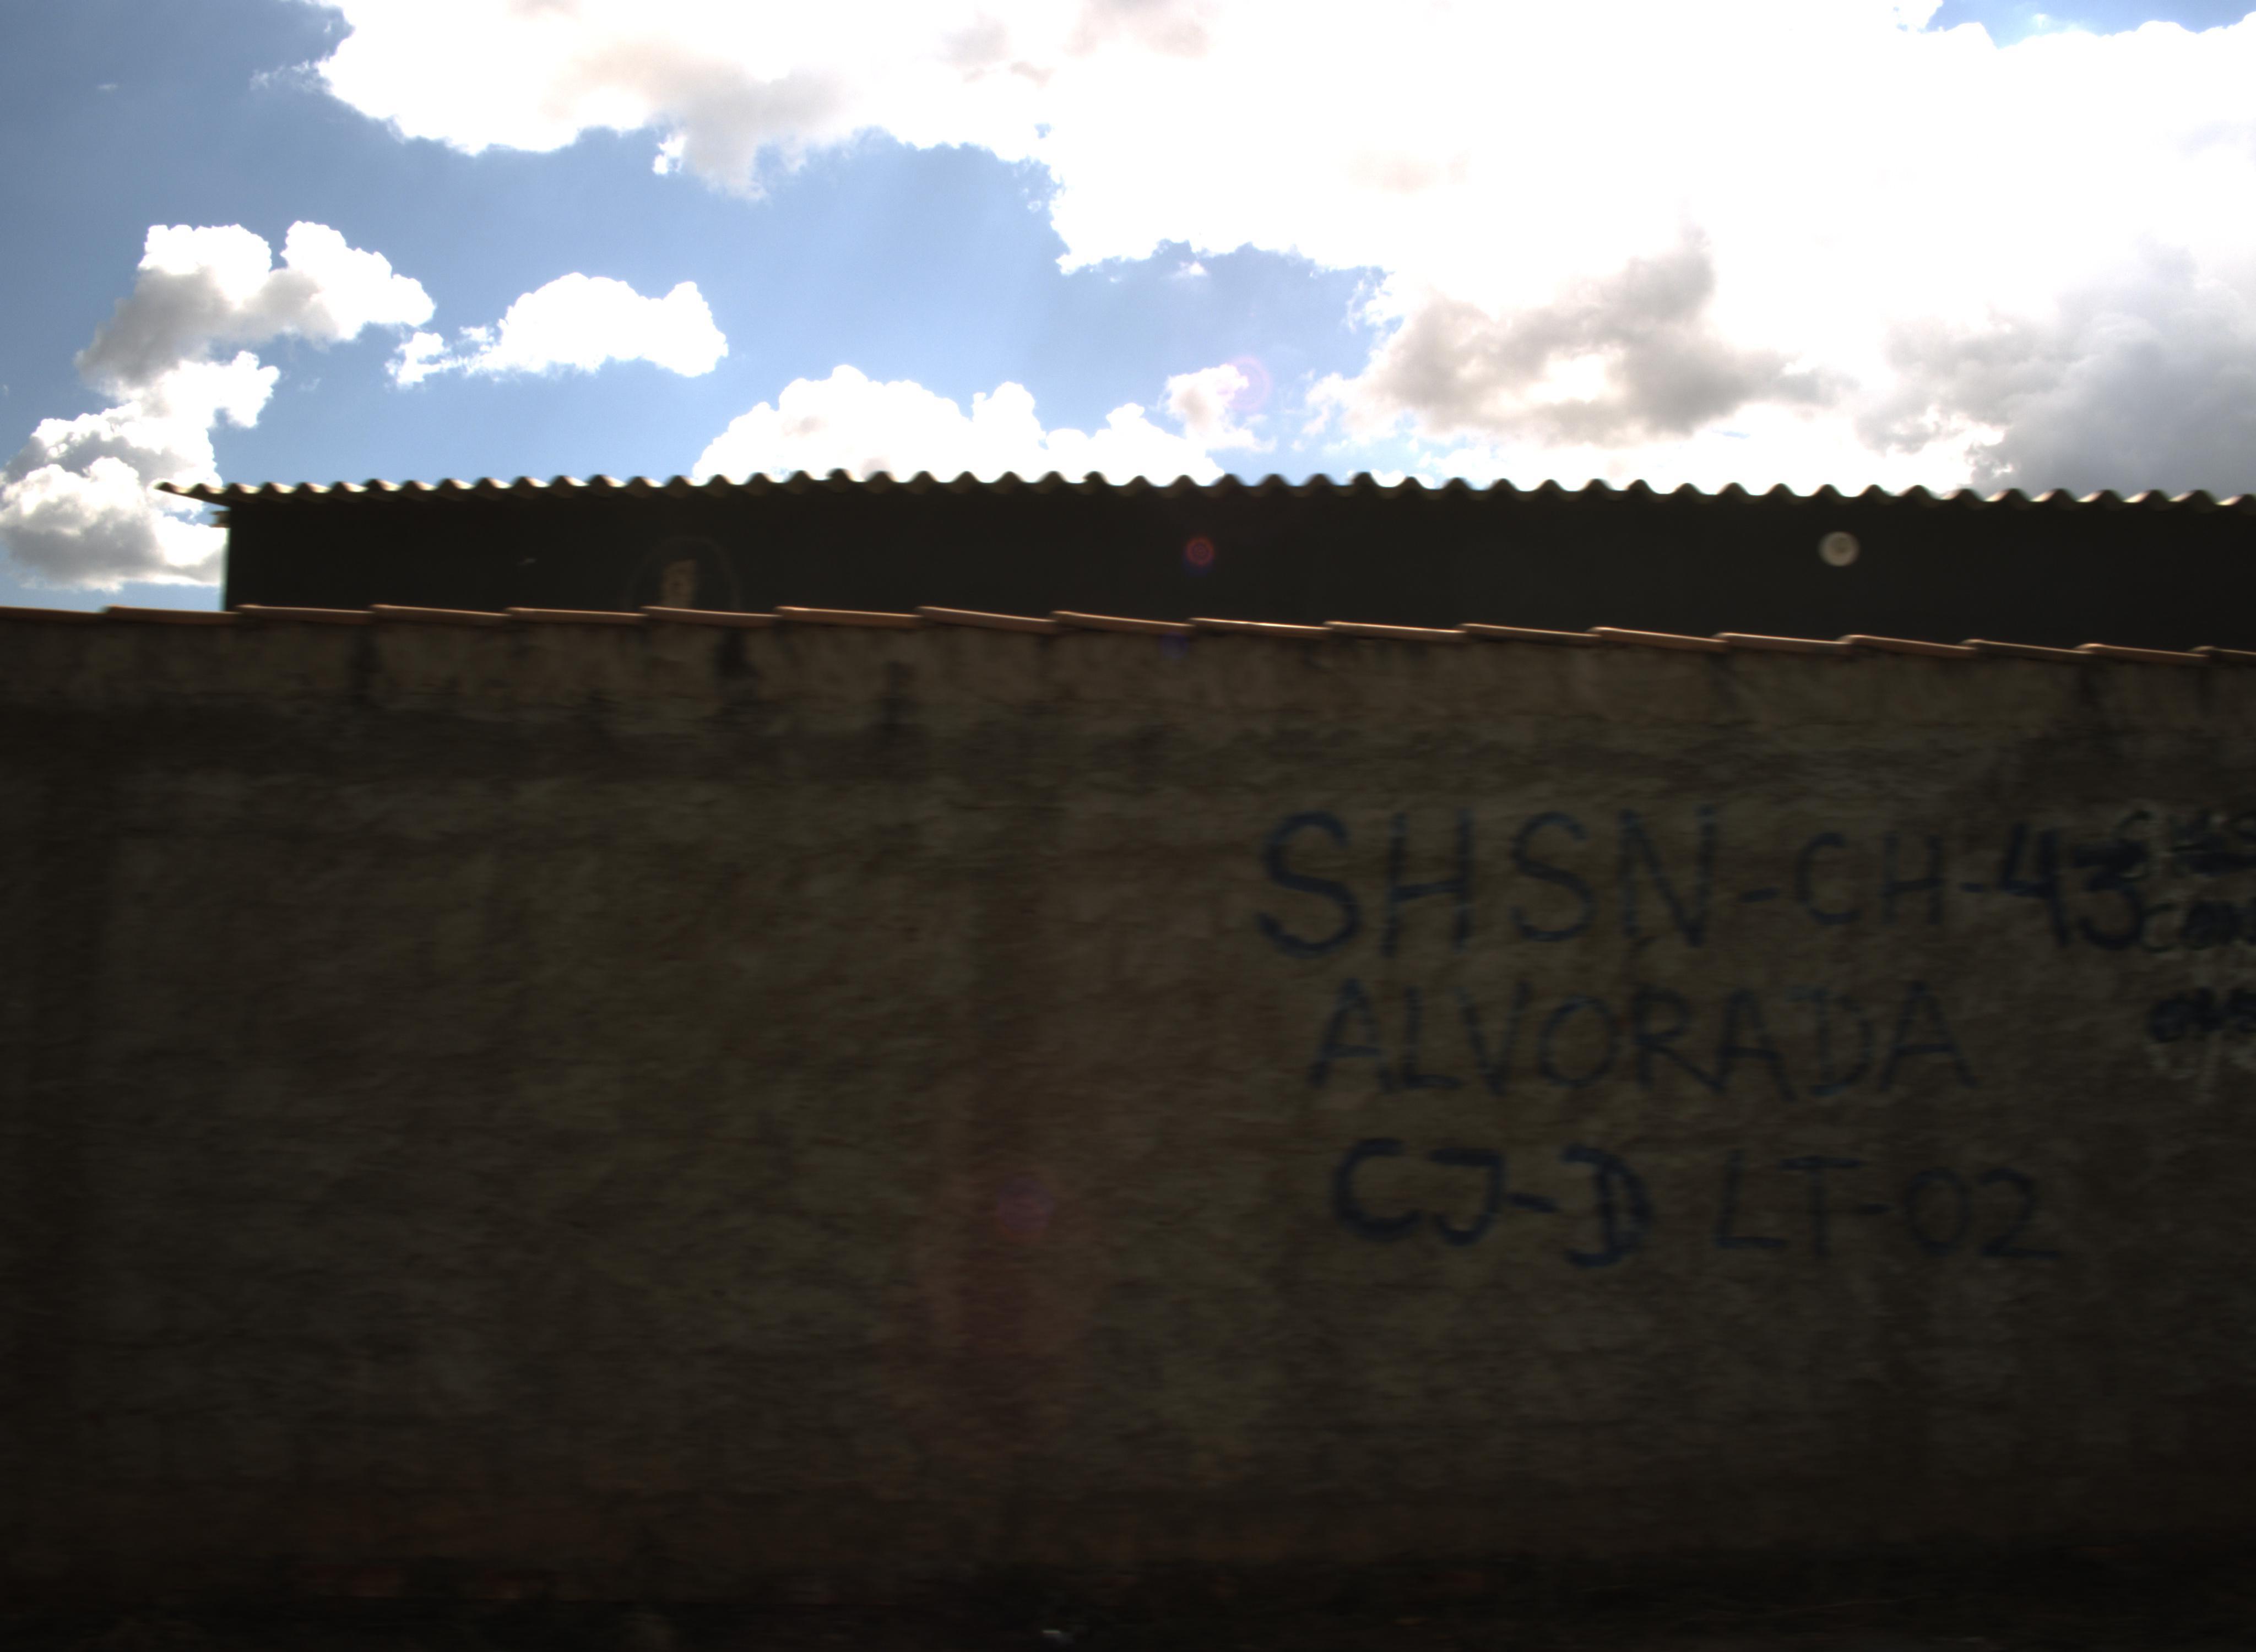 SHSN-CH-43
ALVORADA
CJ-D LT-02